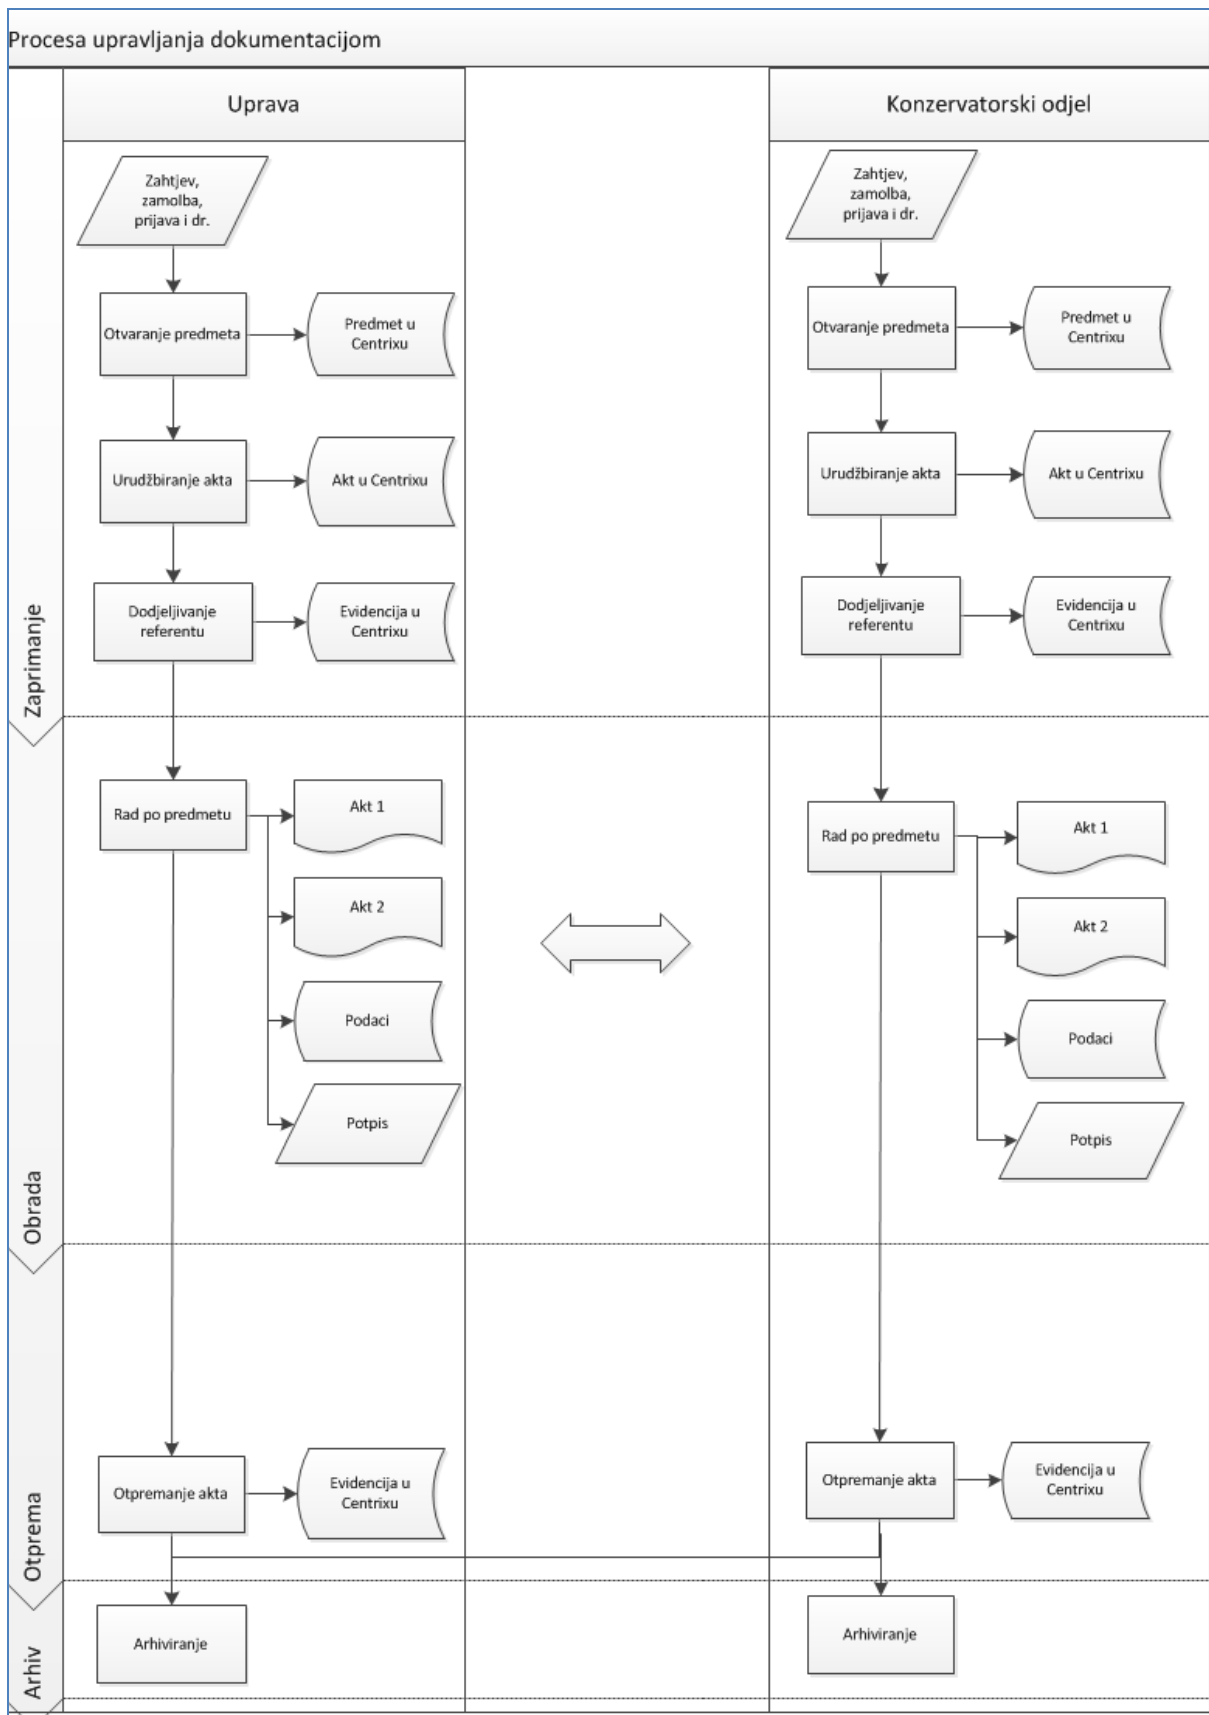 Procesa upravljanja dokumentacijom
Uprava
Zahtjev,
zamolba,
prijava i dr.
Otvaranje predmeta
Predmet u
Centrixu
Urudžbiranje akta
Akt u Centrixu
Dodjeljivanje
referentu
Evidencija u
Centrixu
Rad po predmetu
Akt 1
Akt 2
Podaci
Potpis
Otpremanje akta
Evidencija u
Centrixu
Arhiviranje
Konzervatorski odjel
Zahtjev,
zamolba,
prijava i dr.
Otvaranje predmeta
Predmet u
Centrixu
Urudžbiranje akta
Akt u Centrixu
Dodjeljivanje
referentu
Evidencija u
Centrixu
Rad po predmetu
Akt 1
Akt 2
Podaci
Potpis
Otpremanje akta
Evidencija u
Centrixu
Arhiviranje
Zaprimanje
Obrada
Otprema
Arhiv